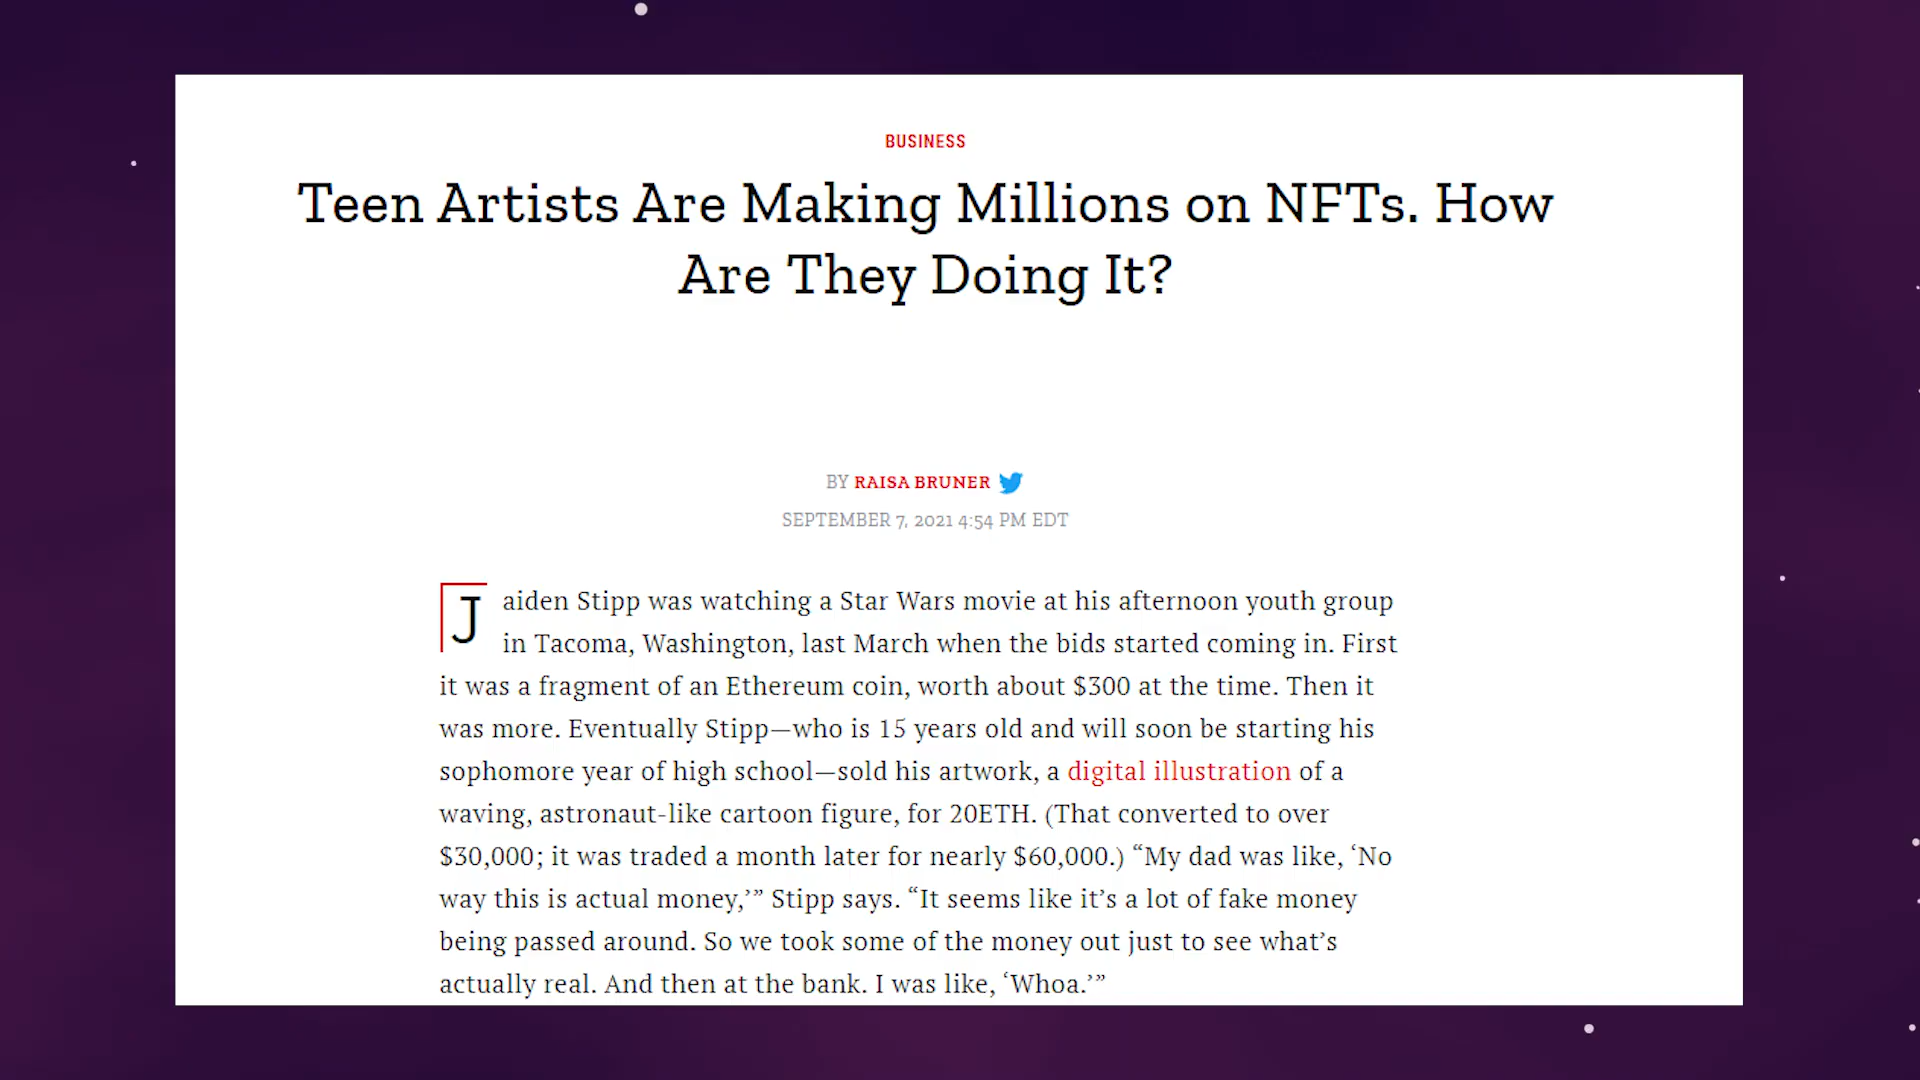 BUSINESS
Teen Artists Are Making Millions on NFTs. How
Are They Doing It?
BY RAISA BRUNER
SEPTEMBER 7, 2021 4:54 PM EDT
Jaiden Stipp was watching a Star Wars movie at his afternoon youth group
in Tacoma, Washington, last March when the bids started coming in. First
it was a fragment of an Ethereum coin, worth about $300 at the time. Then it
was more. Eventually Stipp—who is 15 years old and will soon be starting his
sophomore year of high school—sold his artwork, a digital illustration of a
waving, astronaut-like cartoon figure, for 20ETH. (That converted to over
$30,000; it was traded a month later for nearly $60,000.) “My dad was like, ‘No
way this is actual money,’” Stipp says. “It seems like it’s a lot of fake money
being passed around. So we took some of the money out just to see what’s
actually real. And then at the bank. I was like, ‘Whoa.’”